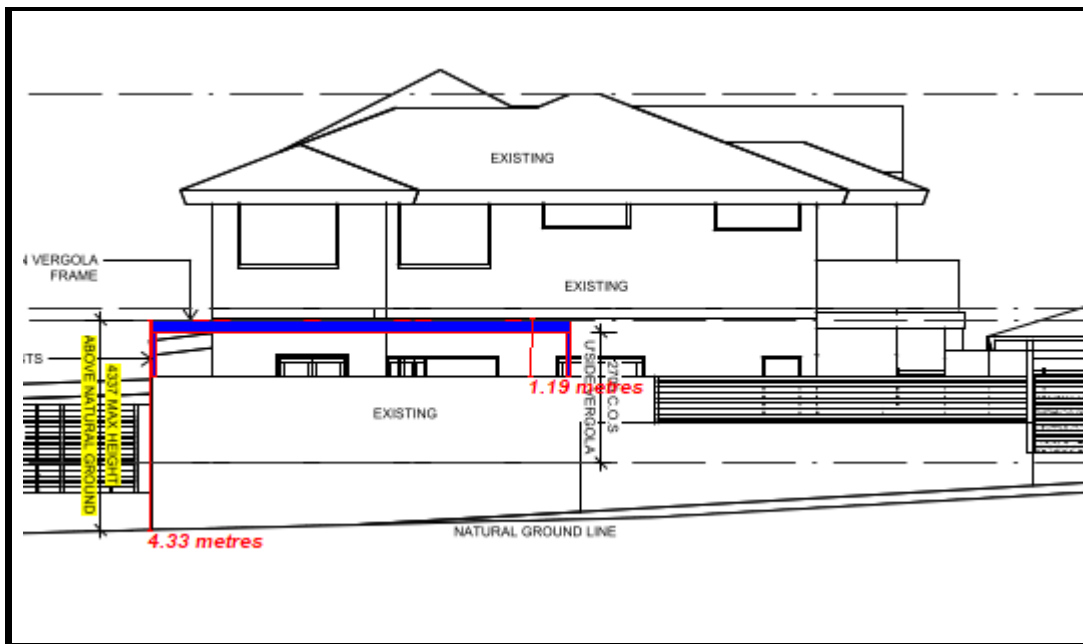 EXISTING
N VERGOLA
FRAME
EXISTING
STS
4337 MAX HEIGHT
ABOVE NATURAL GROUND
1.19 metres
C.O.S
U'SIDE VERGOLA
EXISTING
4.33 metres
NATURAL GROUND LINE